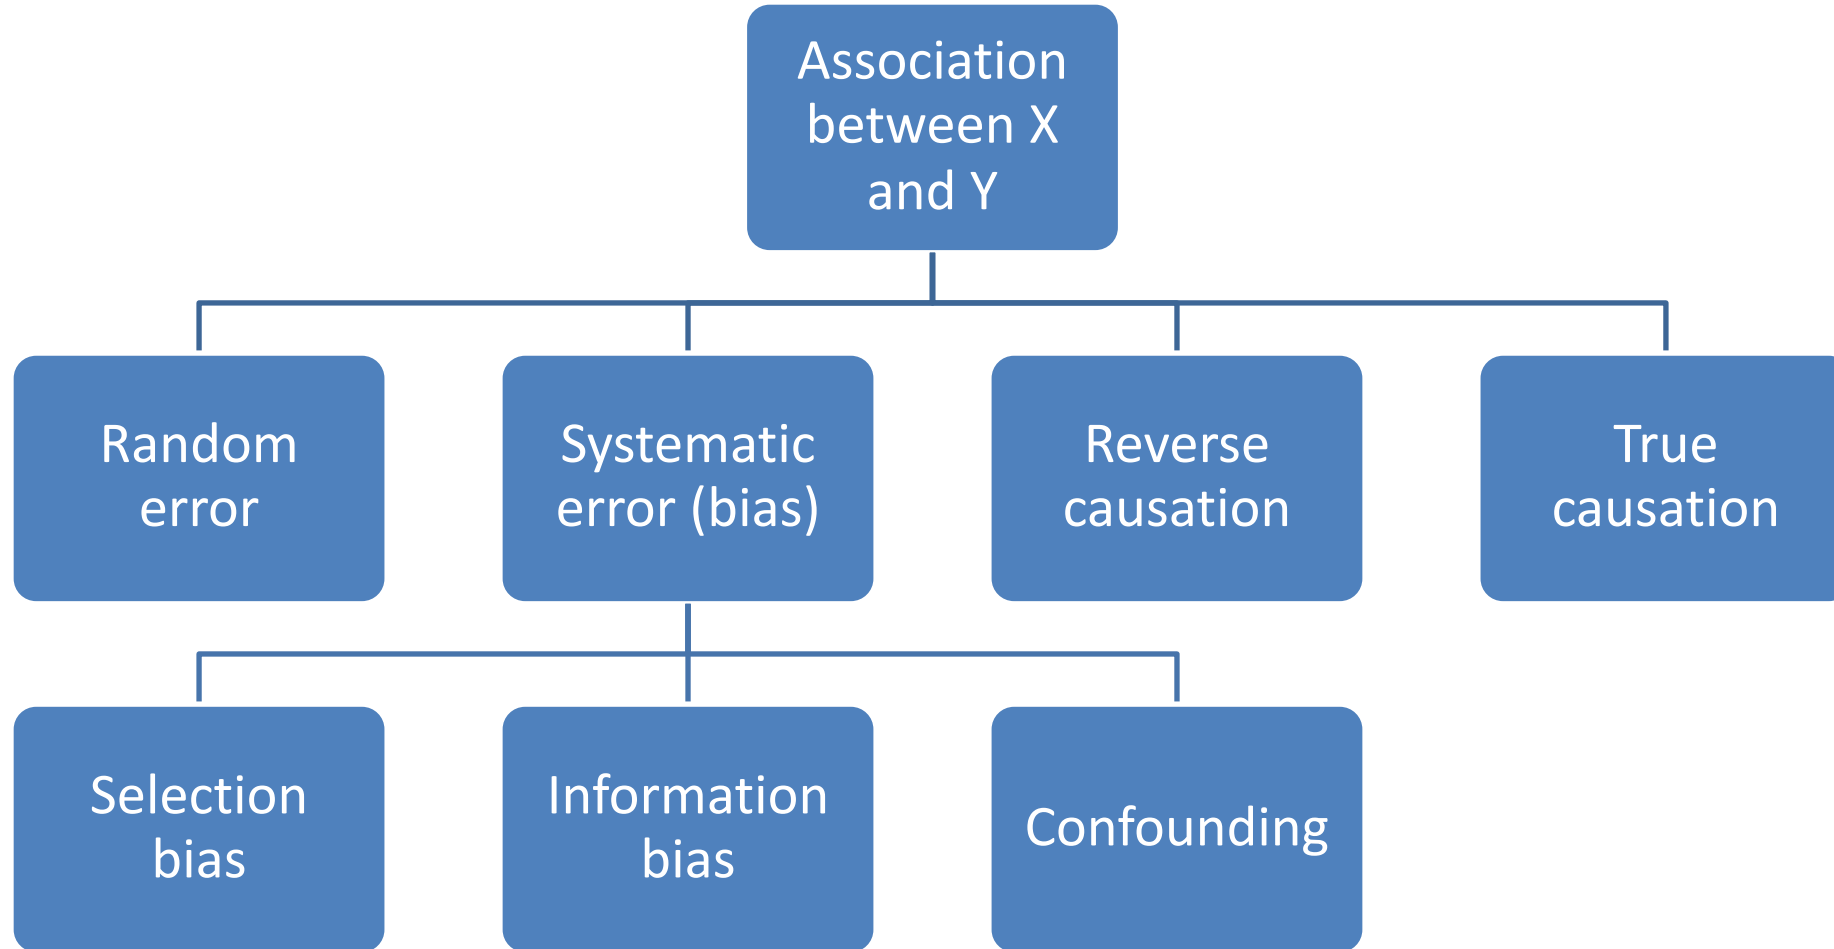 Association
between X
and Y
Random
error
Systematic
error (bias)
Reverse
causation
True
causation
Selection
bias
Information
bias
Confounding